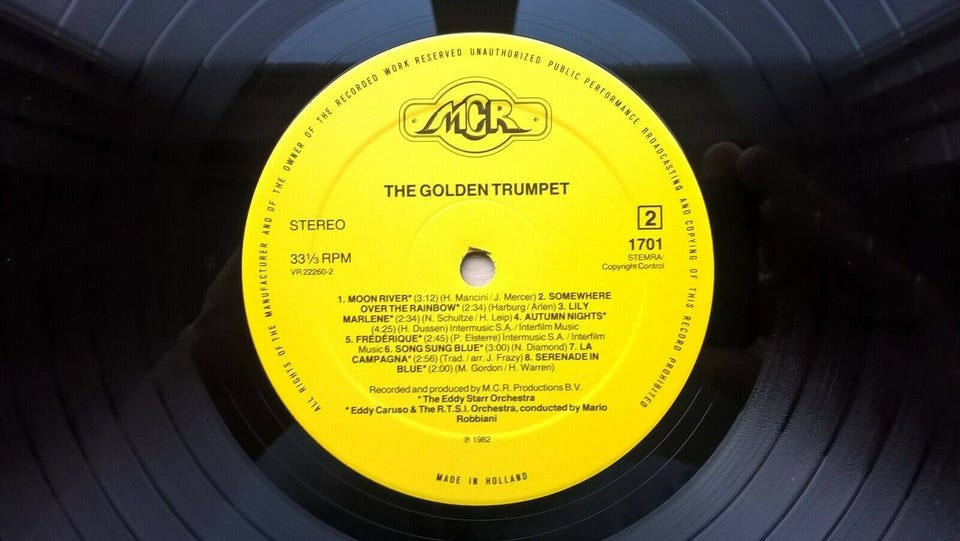 ALL RIGHTS OF THE MANUFACTURER AND OF THE OWNER OF THE RECORDED WORK RESERVED UNAUTHORIZED PUBLIC PERFORMANCE BROADCASTING AND COPYING OF THIS RECORD PROHIBITED
MCR
THE GOLDEN TRUMPET
STEREO
2
33⅓ RPM
VR 22260-2
1701
STEMRA/
Copyright Control
1. MOON RIVER* (3:12) (H. Mancini / J. Mercer) 2. SOMEWHERE
OVER THE RAINBOW* (2:34) (Harburg / Arlen) 3. LILY
MARLENE* (2:34) (N. Schultze / H. Leip) 4. AUTUMN NIGHTS*
(4:25) (H. Dussen) Intermusic S.A. / Interfilm Music
5. FRÉDÉRIQUE* (2:45) (P. Elsterre) Intermusic S.A. / Interfilm
Music 6. SONG SUNG BLUE* (3:00) (N. Diamond) 7. LA
CAMPAGNA* (2:56) (Trad. / arr. J. Frazy) 8. SERENADE IN
BLUE* (2:00) (M. Gordon / H. Warren)
Recorded and produced by M.C.R. Productions B.V.
* The Eddy Starr Orchestra
* Eddy Caruso & The R.T.S.I. Orchestra, conducted by Mario
Robbiani
℗ 1982
MADE IN HOLLAND